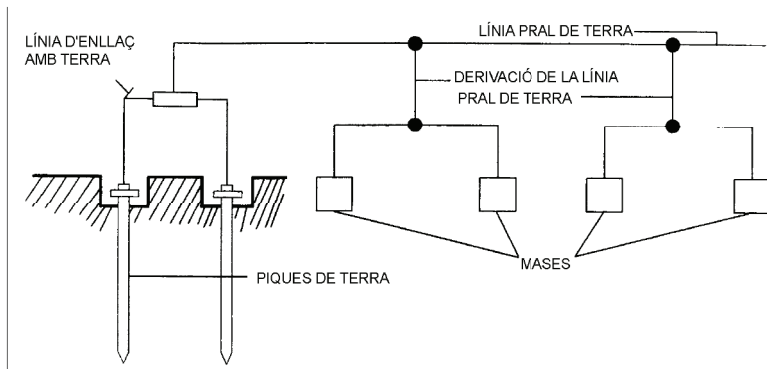 LÍNIA PRAL DE TERRA
LÍNIA D'ENLLAÇ
AMB TERRA
DERIVACIÓ DE LA LÍNIA
PRAL DE TERRA
MASES
PIQUES DE TERRA